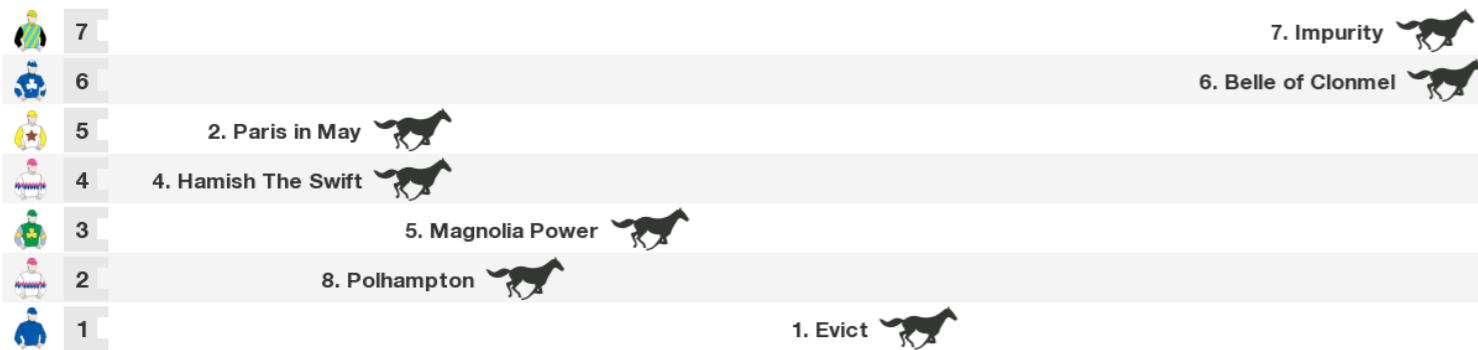 7 7. Impurity
6 6. Belle of Clonmel
5 2. Paris in May
4 4. Hamish The Swift
3 5. Magnolia Power
2 8. Polhampton
1 1. Evict